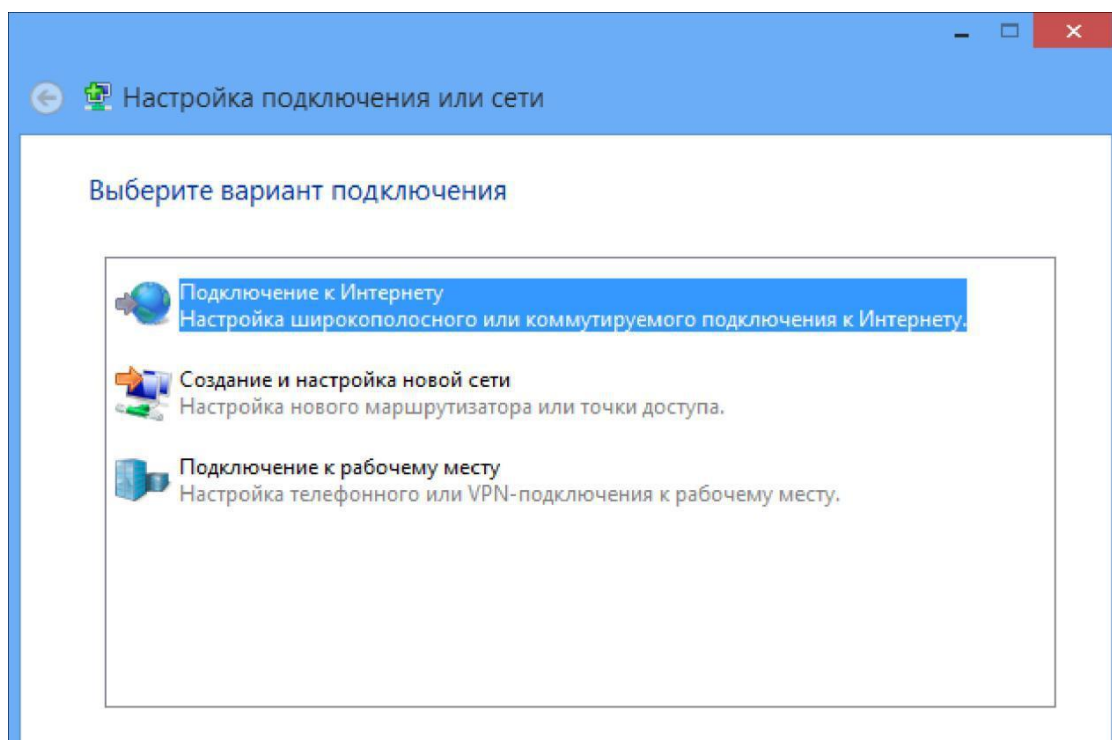 Настройка подключения или сети
Выберите вариант подключения
Подключение к Интернету
Настройка широкополосного или коммутируемого подключения к Интернету.
Создание и настройка новой сети
Настройка нового маршрутизатора или точки доступа.
Подключение к рабочему месту
Настройка телефонного или VPN-подключения к рабочему месту.